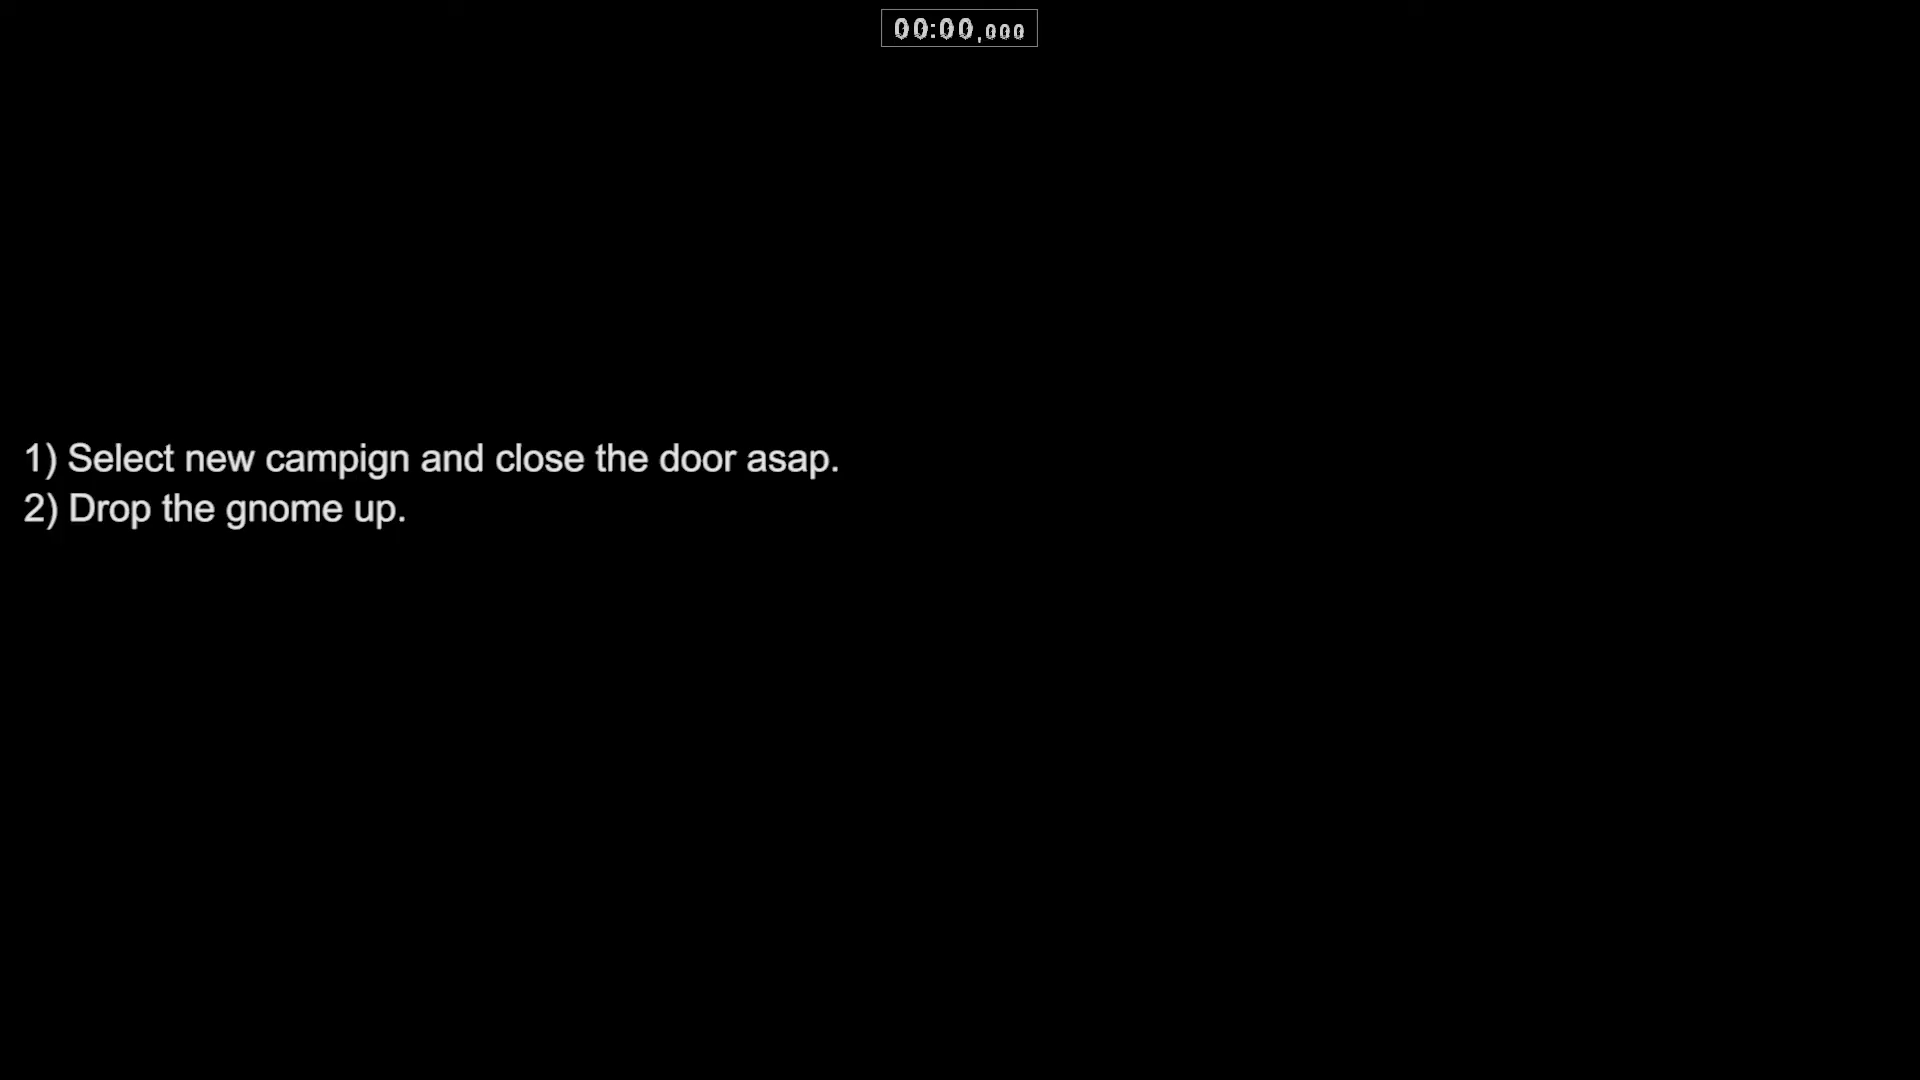 00:00,000
1) Select new campign and close the door asap.
2) Drop the gnome up.